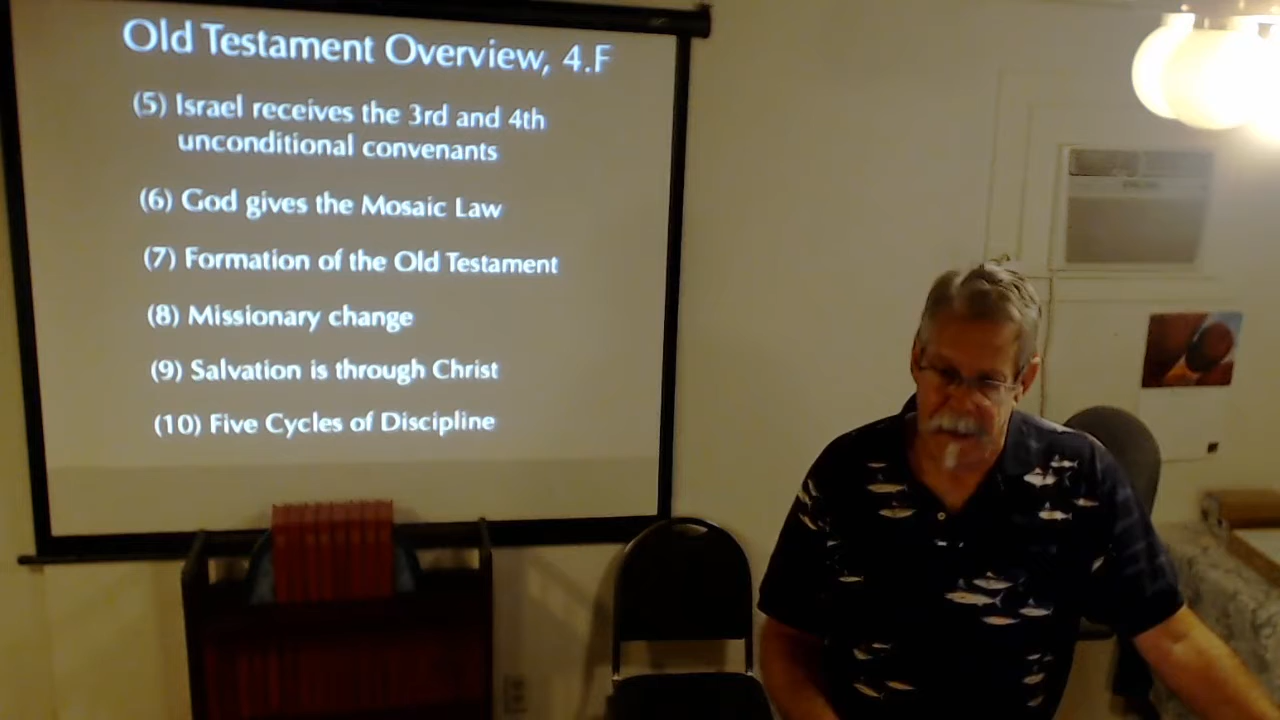 Old Testament Overview, 4.F
(5) Israel receives the 3rd and 4th
unconditional convenants
(6) God gives the Mosaic Law
(7) Formation of the Old Testament
(8) Missionary change
(9) Salvation is through Christ
(10) Five Cycles of Discipline